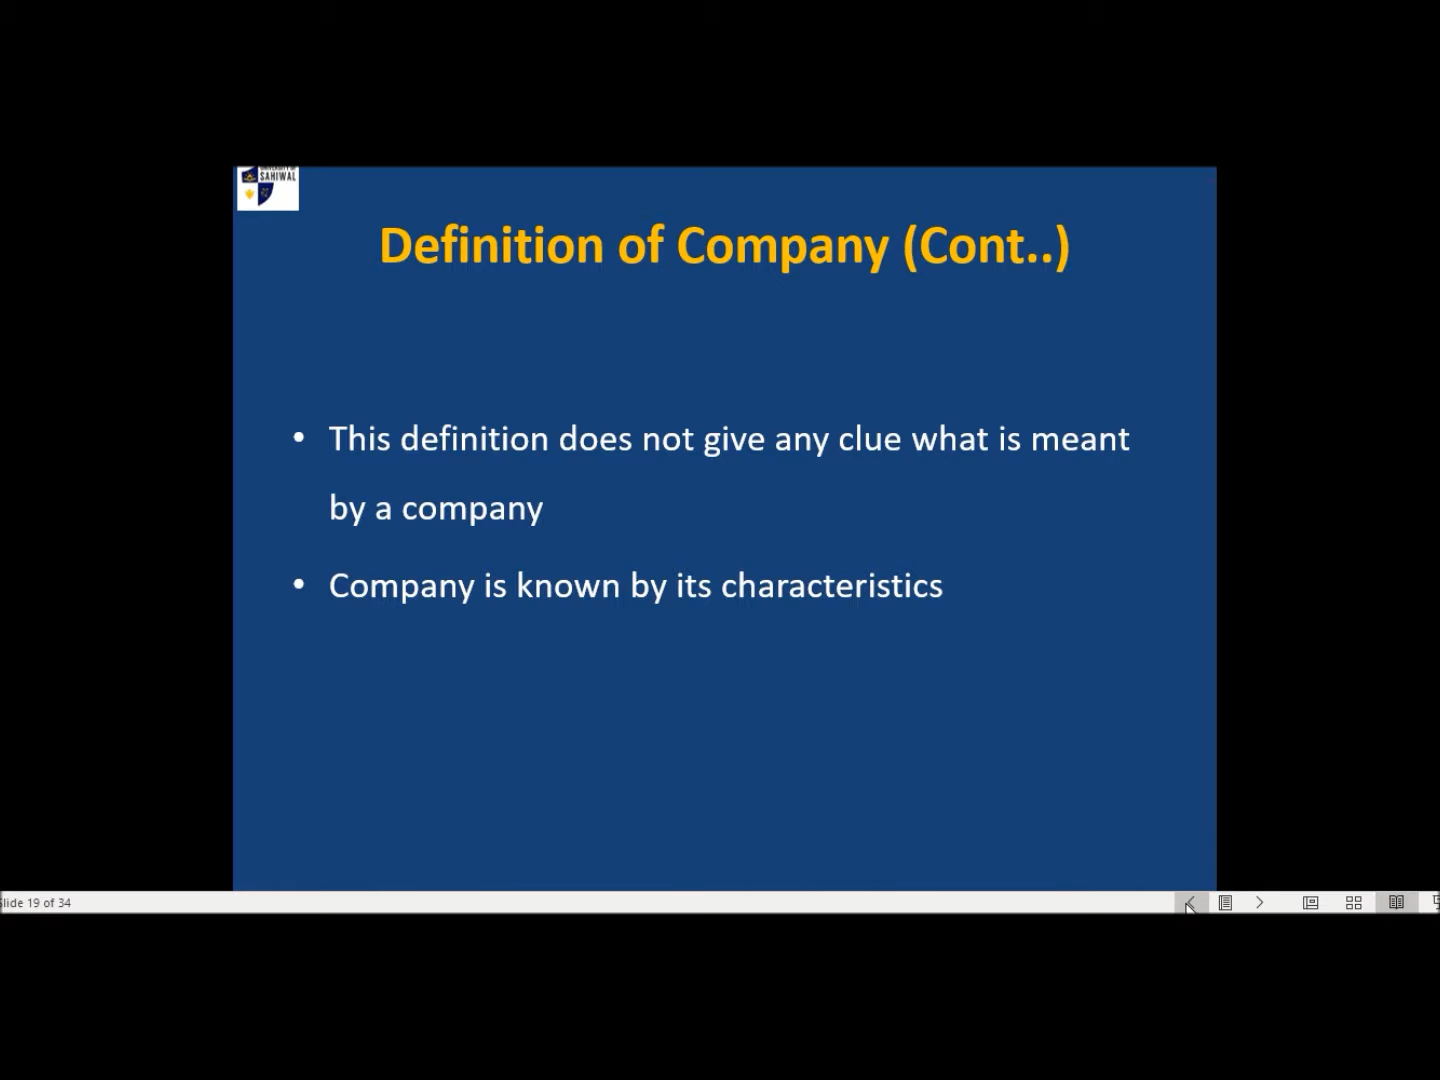 SAHIWAL
Definition of Company (Cont..)
• This definition does not give any clue what is meant
by a company
• Company is known by its characteristics
lide 19 of 34